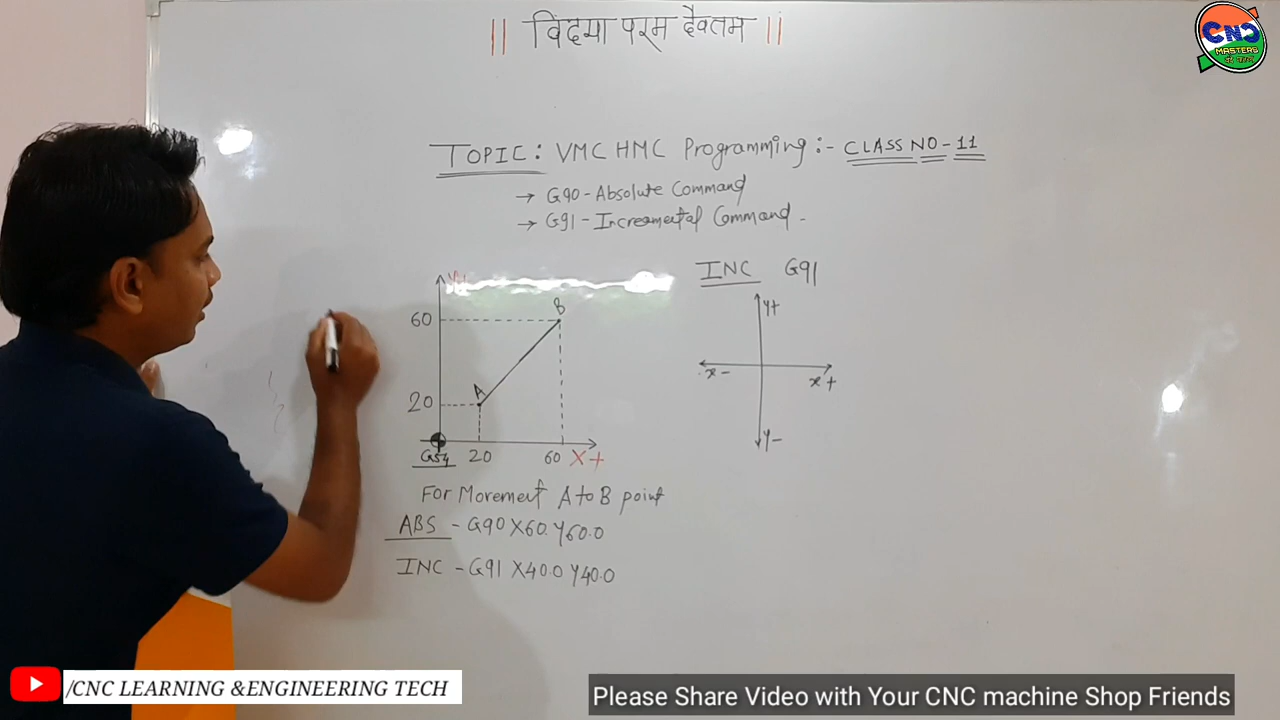 || विदया परम दैवतम ||
CNC
MASTERS
TOPIC: VMC HMC Programming :- CLASS NO - 11
→ G90 - Absolute Command
→ G91 - Increamental Command -
INC G91
Y+
B
60
A
20
G54 20 60 X+
Y+
x- x+
Y-
For Movement A to B point
ABS - G90 X60. Y60.0
INC - G91 X40.0 Y40.0
/CNC LEARNING &ENGINEERING TECH
Please Share Video with Your CNC machine Shop Friends